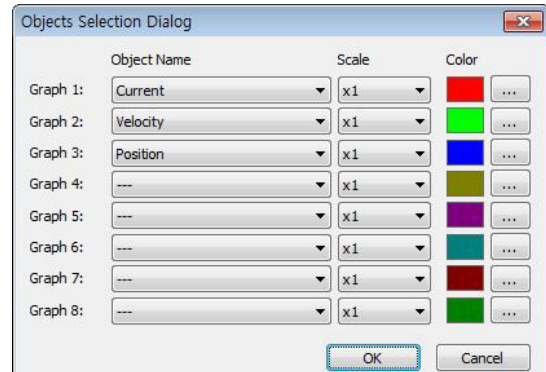 Objects Selection Dialog
Object Name Scale Color
Graph 1: Current x1 ...
Graph 2: Velocity x1 ...
Graph 3: Position x1 ...
Graph 4: --- x1 ...
Graph 5: --- x1 ...
Graph 6: --- x1 ...
Graph 7: --- x1 ...
Graph 8: --- x1 ...
OK Cancel